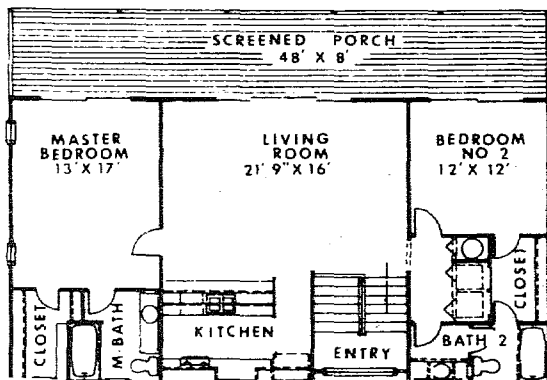 SCREENED PORCH
48' X 8'
MASTER
BEDROOM
13' X 17'
LIVING
ROOM
21' 9" X 16'
BEDROOM
NO 2
12' X 12'
CLOSET
M. BATH
KITCHEN
ENTRY
BATH 2
CLOSET